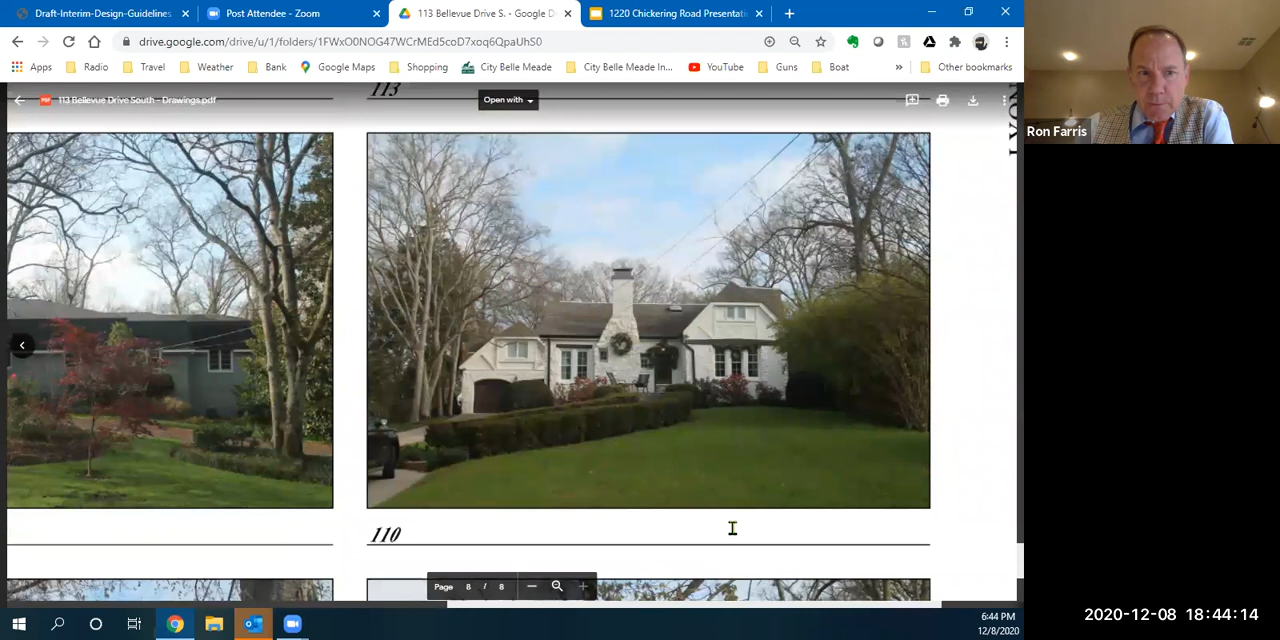 Draft-Interim-Design-Guidelines
Post Attendee - Zoom
113 Bellevue Drive S. - Google D
1220 Chickering Road Presentati
drive.google.com/drive/u/1/folders/1FWxO0NOG47WCrMEd5coD7xoq6QpaUhS0
Apps
Radio
Travel
Weather
Bank
Google Maps
Shopping
City Belle Meade
City Belle Meade In...
YouTube
Guns
Boat
»
Other bookmarks
113
113 Bellevue Drive South - Drawings.pdf
Open with
Ron Farris
110
Page 8 / 8
6:44 PM
12/8/2020
2020-12-08 18:44:14